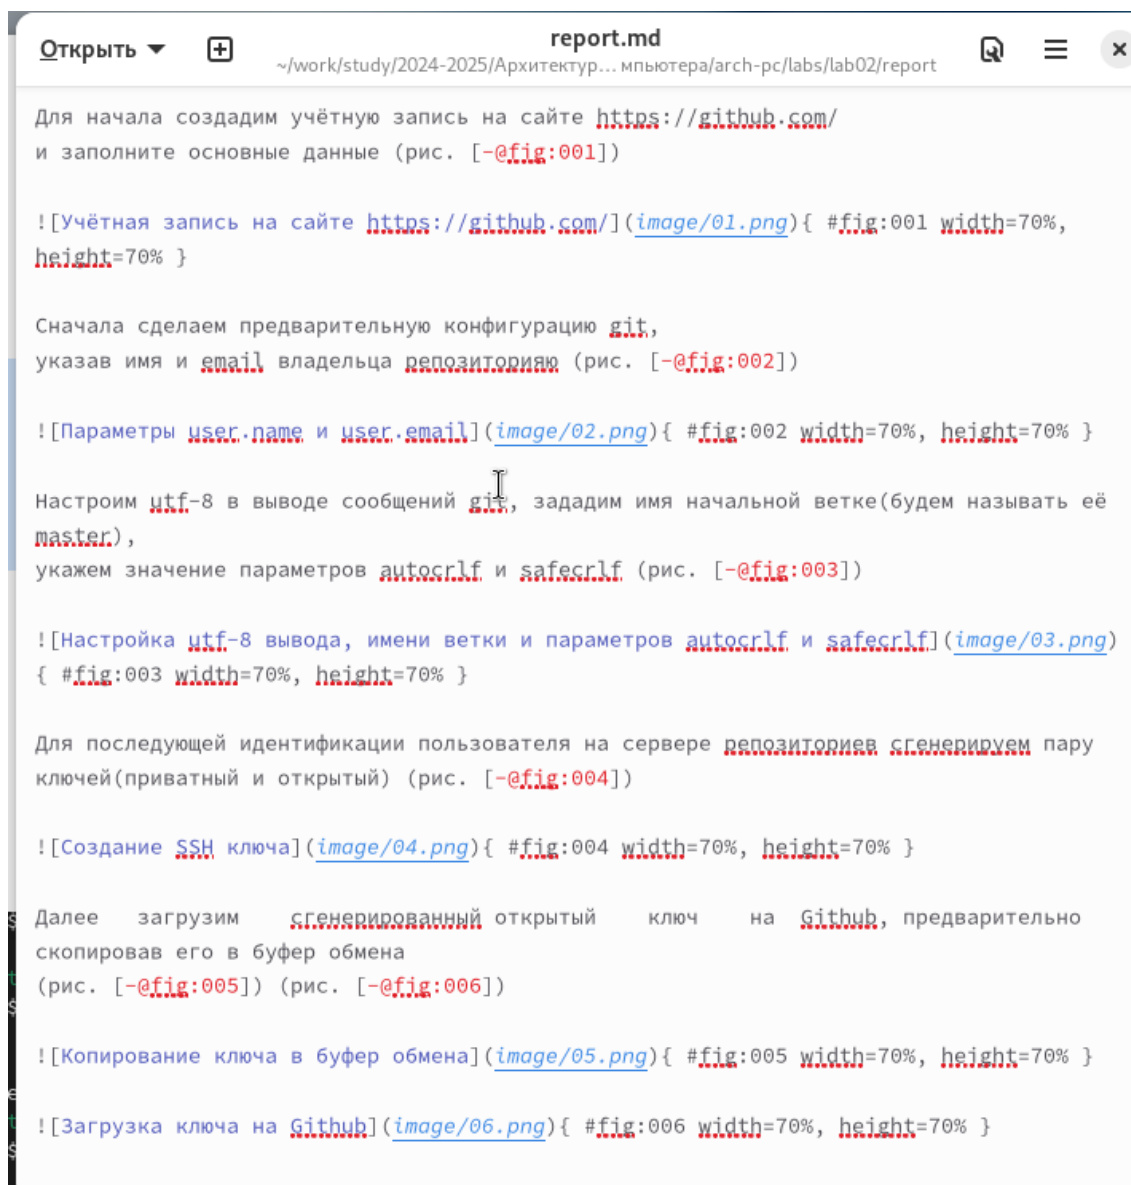 Открыть
report.md
~/work/study/2024-2025/Архитектур… мпьютера/arch-pc/labs/lab02/report
Для начала создадим учётную запись на сайте https://github.com/
и заполните основные данные (рис. [-@fig:001])
![Учётная запись на сайте https://github.com/](image/01.png){ #fig:001 width=70%,
height=70% }
Сначала сделаем предварительную конфигурацию git,
указав имя и email владельца репозиторияю (рис. [-@fig:002])
![Параметры user.name и user.email](image/02.png){ #fig:002 width=70%, height=70% }
Настроим utf-8 в выводе сообщений git, зададим имя начальной ветке(будем называть её
master),
укажем значение параметров autocrlf и safecrlf (рис. [-@fig:003])
![Настройка utf-8 вывода, имени ветки и параметров autocrlf и safecrlf](image/03.png)
{ #fig:003 width=70%, height=70% }
Для последующей идентификации пользователя на сервере репозиториев сгенерируем пару
ключей(приватный и открытый) (рис. [-@fig:004])
![Создание SSH ключа](image/04.png){ #fig:004 width=70%, height=70% }
Далее загрузим сгенерированный открытый ключ на Github, предварительно
скопировав его в буфер обмена
(рис. [-@fig:005]) (рис. [-@fig:006])
![Копирование ключа в буфер обмена](image/05.png){ #fig:005 width=70%, height=70% }
![Загрузка ключа на Github](image/06.png){ #fig:006 width=70%, height=70% }